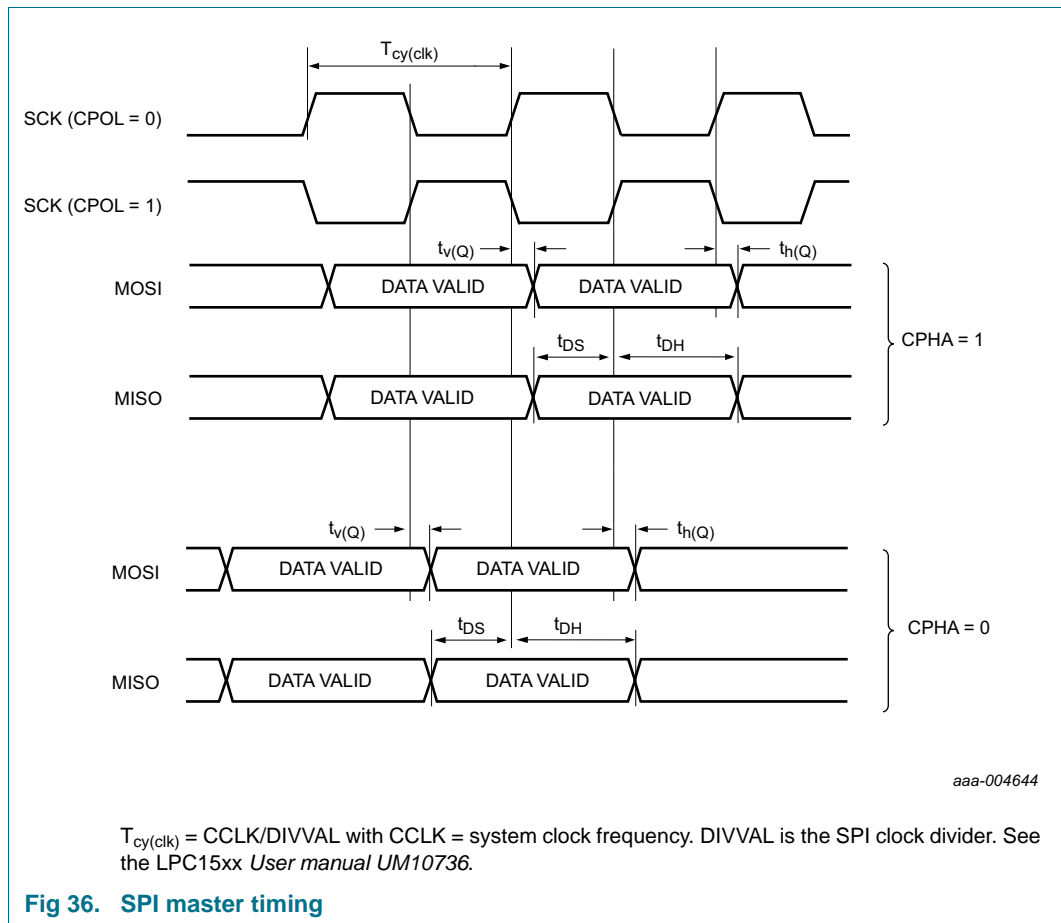 Tcy(clk)
SCK (CPOL = 0)
SCK (CPOL = 1)
tv(Q) th(Q)
MOSI DATA VALID DATA VALID
CPHA = 1
tDS tDH
MISO DATA VALID DATA VALID
tv(Q) th(Q)
MOSI DATA VALID DATA VALID
CPHA = 0
tDS tDH
MISO DATA VALID DATA VALID
aaa-004644
Tcy(clk) = CCLK/DIVVAL with CCLK = system clock frequency. DIVVAL is the SPI clock divider. See
the LPC15xx User manual UM10736.
Fig 36. SPI master timing